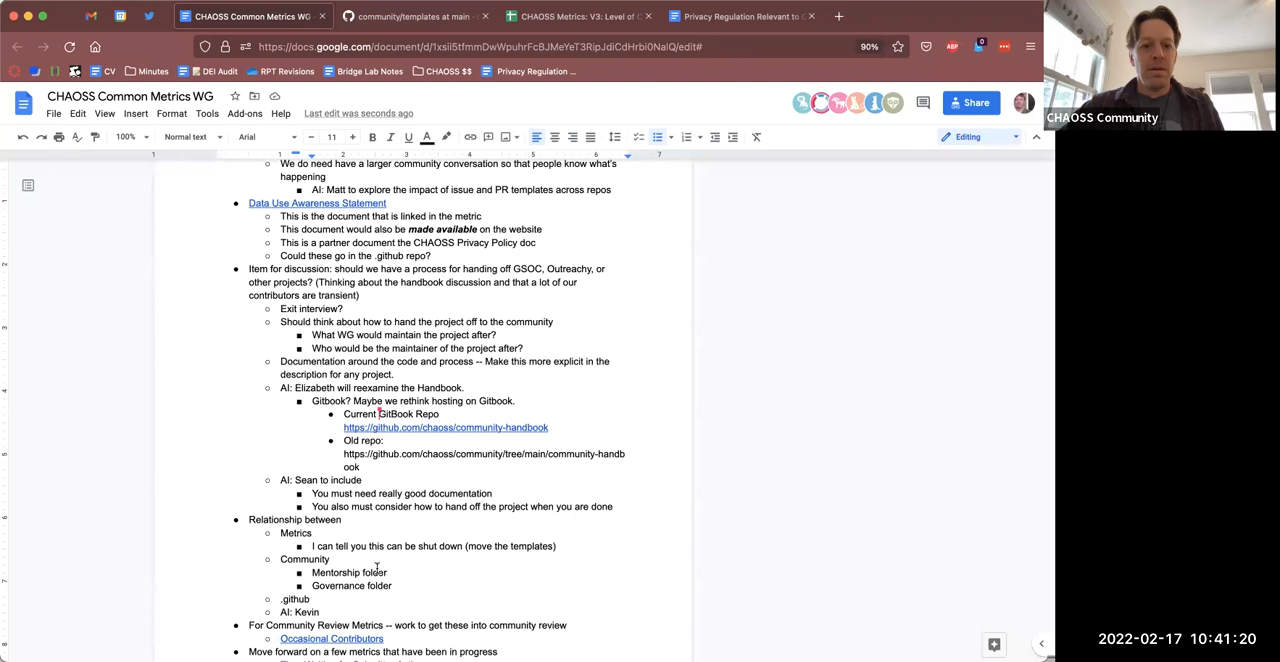 CHAOSS Common Metrics WG
community/templates at main ·
CHAOSS Metrics: V3: Level of C
Privacy Regulation Relevant to C
https://docs.google.com/document/d/1xsIi5tfmmDwWpuhrFcBJMeYeT3RipJdiCdHrbi0NaIQ/edit#
90%
ABP
0
CV
Minutes
DEI Audit
RPT Revisions
Bridge Lab Notes
CHAOSS $$
Privacy Regulation ...
CHAOSS Common Metrics WG
File Edit View Insert Format Tools Add-ons Help Last edit was seconds ago
Share
CHAOSS Community
100% Normal text Arial 11 B I U A Editing
1 1 2 3 4 5 6 7
We do need have a larger community conversation so that people know what's
happening
AI: Matt to explore the impact of issue and PR templates across repos
Data Use Awareness Statement
This is the document that is linked in the metric
This document would also be made available on the website
This is a partner document the CHAOSS Privacy Policy doc
Could these go in the .github repo?
Item for discussion: should we have a process for handing off GSOC, Outreachy, or
other projects? (Thinking about the handbook discussion and that a lot of our
contributors are transient)
Exit interview?
Should think about how to hand the project off to the community
What WG would maintain the project after?
Who would be the maintainer of the project after?
Documentation around the code and process -- Make this more explicit in the
description for any project.
AI: Elizabeth will reexamine the Handbook.
Gitbook? Maybe we rethink hosting on Gitbook.
Current GitBook Repo
https://github.com/chaoss/community-handbook
Old repo:
https://github.com/chaoss/community/tree/main/community-handb
ook
AI: Sean to include
You must need really good documentation
You also must consider how to hand off the project when you are done
Relationship between
Metrics
I can tell you this can be shut down (move the templates)
Community
Mentorship folder
Governance folder
.github
AI: Kevin
For Community Review Metrics -- work to get these into community review
Occasional Contributors
Move forward on a few metrics that have been in progress
2022-02-17 10:41:20